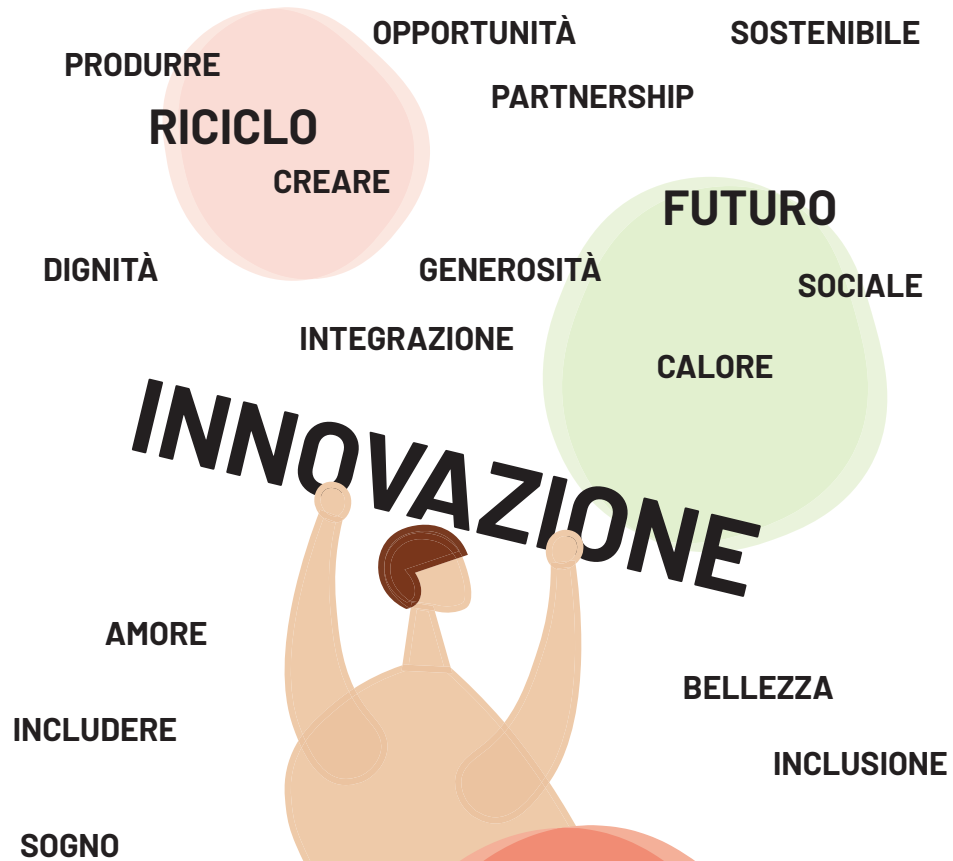 OPPORTUNITÀ
SOSTENIBILE
PRODURRE
PARTNERSHIP
RICICLO
CREARE
FUTURO
DIGNITÀ
GENEROSITÀ
SOCIALE
INTEGRAZIONE
CALORE
INNOVAZIONE
AMORE
BELLEZZA
INCLUDERE
INCLUSIONE
SOGNO